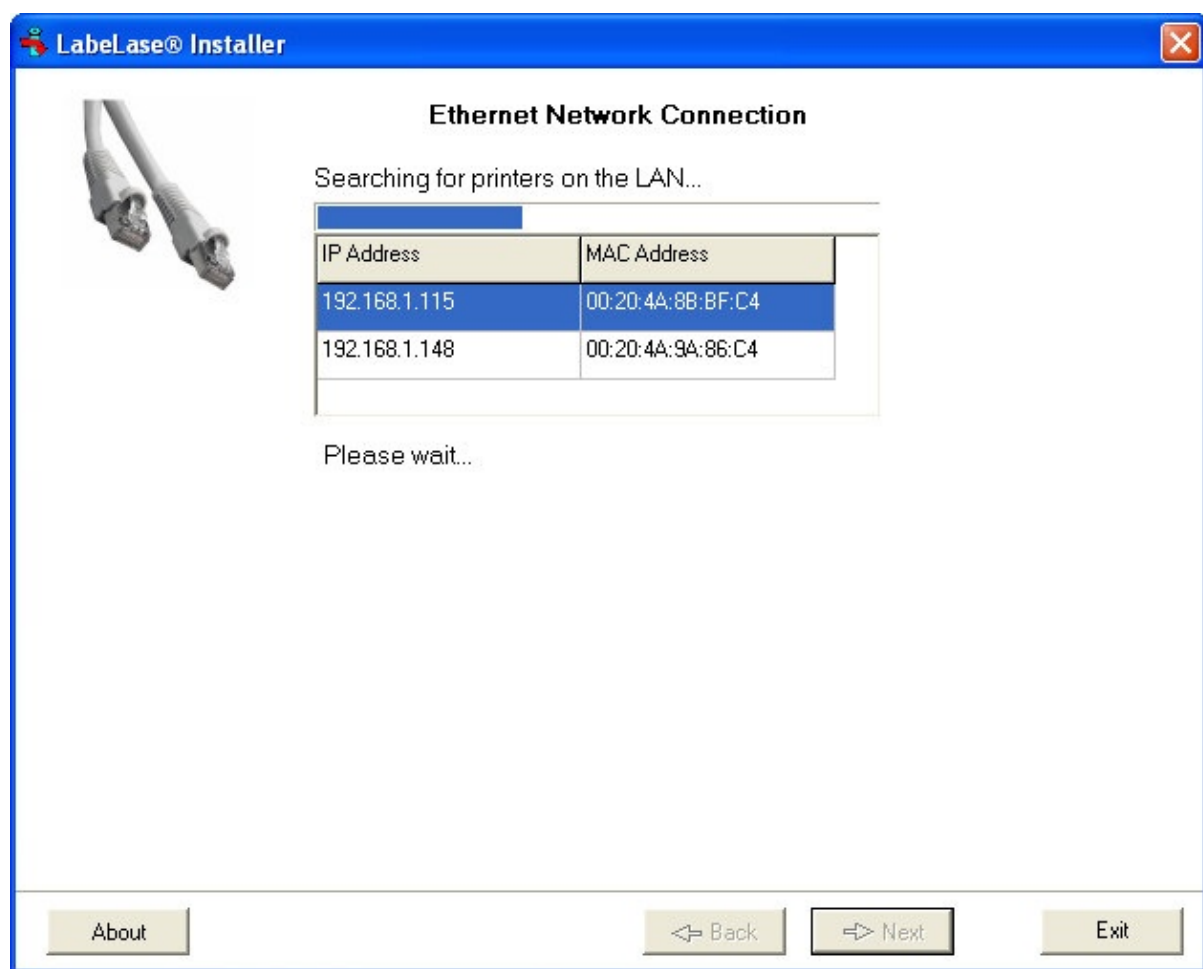 LabeLase® Installer
Ethernet Network Connection
Searching for printers on the LAN...
IP Address MAC Address
192.168.1.115 00:20:4A:8B:BF:C4
192.168.1.148 00:20:4A:9A:86:C4
Please wait...
About Back Next Exit